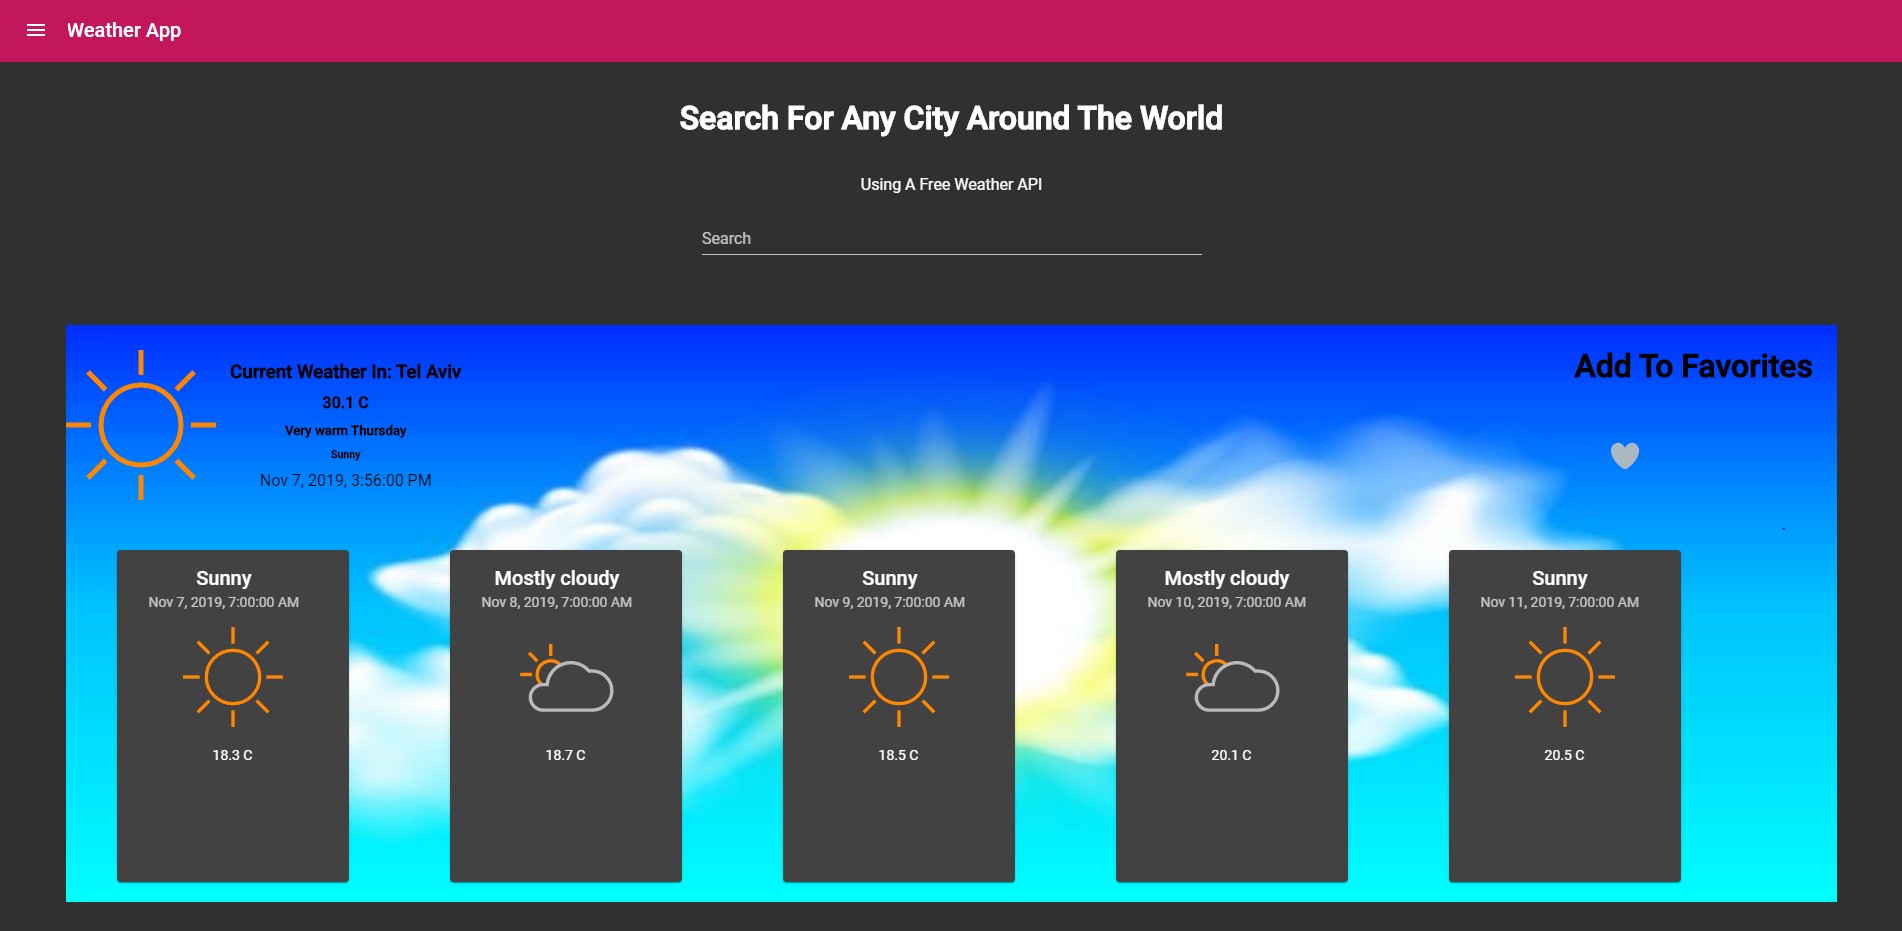 Weather App
Search For Any City Around The World
Using A Free Weather API
Search
Current Weather In: Tel Aviv
30.1 C
Very warm Thursday
Sunny
Nov 7, 2019, 3:56:00 PM
Add To Favorites
`
Sunny
Nov 7, 2019, 7:00:00 AM
18.3 C
Mostly cloudy
Nov 8, 2019, 7:00:00 AM
18.7 C
Sunny
Nov 9, 2019, 7:00:00 AM
18.5 C
Mostly cloudy
Nov 10, 2019, 7:00:00 AM
20.1 C
Sunny
Nov 11, 2019, 7:00:00 AM
20.5 C